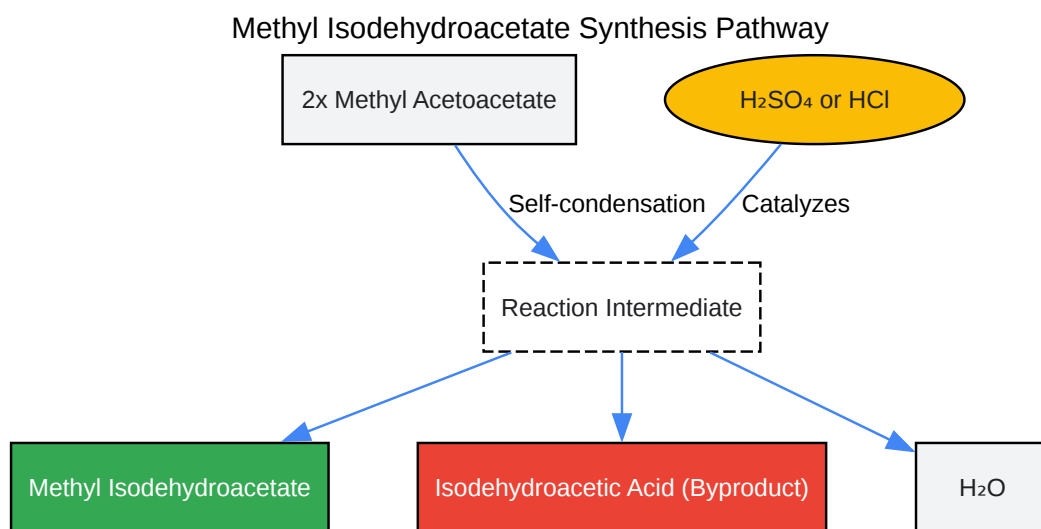 Methyl Isodehydroacetate Synthesis Pathway
2x Methyl Acetoacetate
H₂SO₄ or HCl
Self-condensation
Catalyzes
Reaction Intermediate
Methyl Isodehydroacetate
Isodehydroacetic Acid (Byproduct)
H₂O